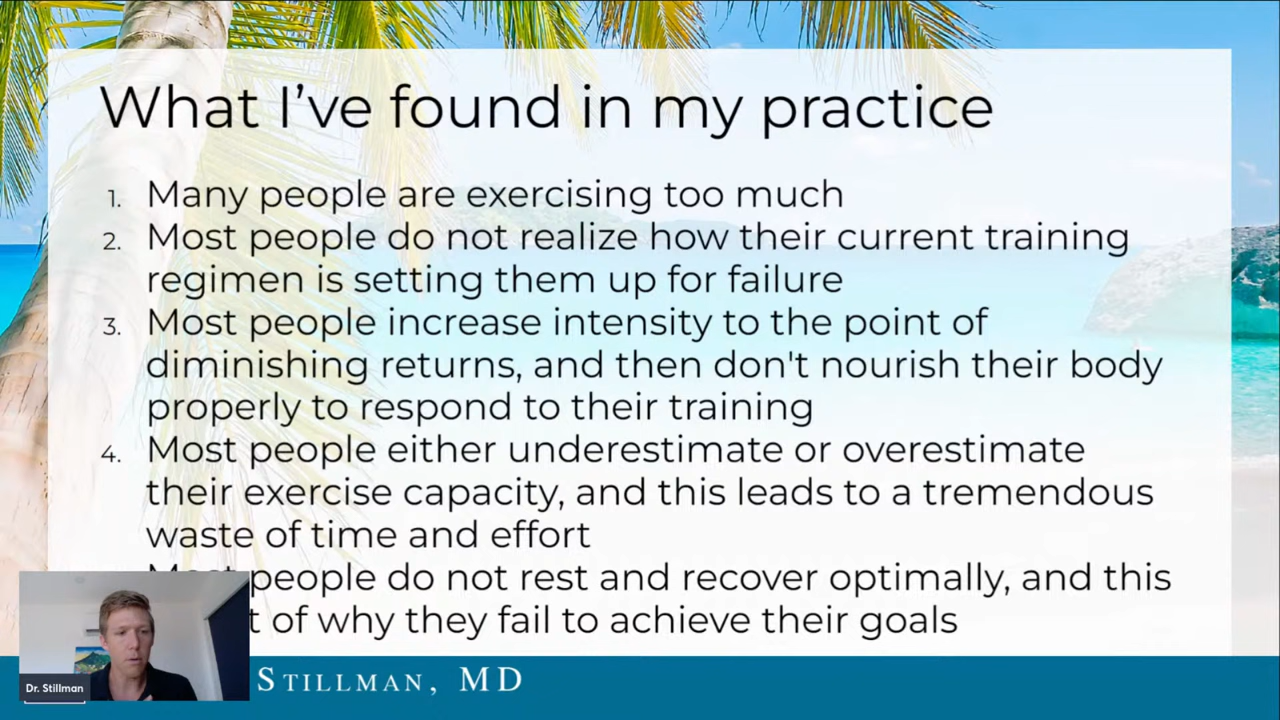 What I’ve found in my practice
1. Many people are exercising too much
2. Most people do not realize how their current training
regimen is setting them up for failure
3. Most people increase intensity to the point of
diminishing returns, and then don't nourish their body
properly to respond to their training
4. Most people either underestimate or overestimate
their exercise capacity, and this leads to a tremendous
waste of time and effort
people do not rest and recover optimally, and this
of why they fail to achieve their goals
STILLMAN, MD
Dr. Stillman